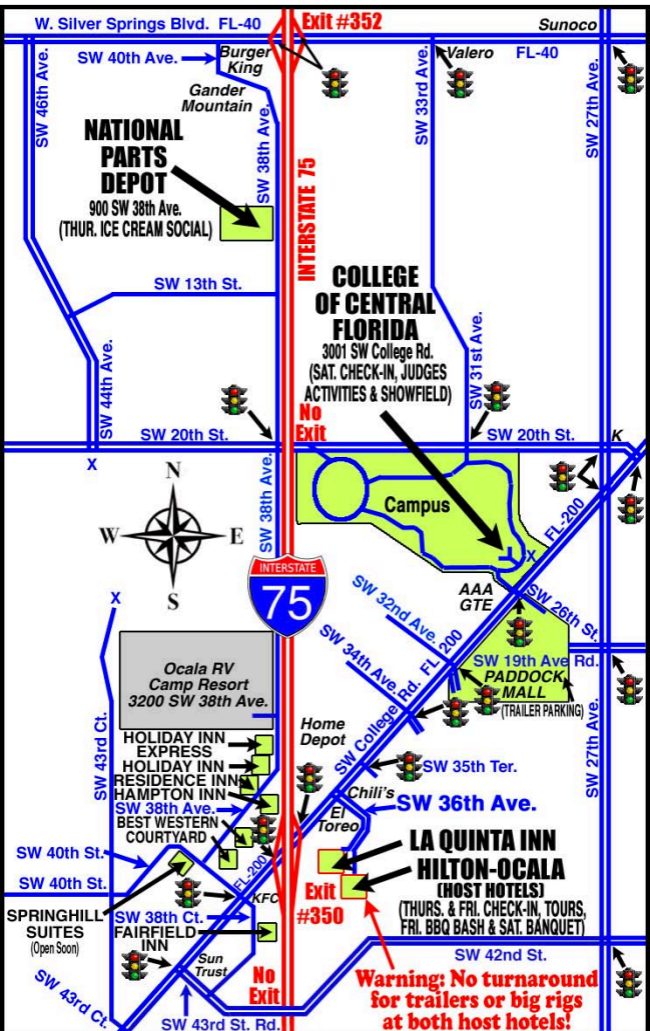 W. Silver Springs Blvd. FL-40
Exit #352
Sunoco
SW 40th Ave.
Burger
King
Valero
FL-40
Gander
Mountain
SW 46th Ave.
SW 38th Ave.
SW 33rd Ave.
SW 27th Ave.
NATIONAL
PARTS
DEPOT
900 SW 38th Ave.
(THUR. ICE CREAM SOCIAL)
INTERSTATE 75
SW 13th St.
COLLEGE
OF CENTRAL
FLORIDA
3001 SW College Rd.
(SAT. CHECK-IN, JUDGES
ACTIVITIES & SHOWFIELD)
SW 31st Ave.
SW 44th Ave.
No
Exit
SW 20th St.
SW 20th St.
K
X
N
W
E
S
SW 38th Ave.
Campus
X
FL-200
INTERSTATE
75
AAA
GTE
SW 26th St.
X
SW 32nd Ave.
SW 34th Ave.
SW College Rd. FL 200
SW 19th Ave Rd.
PADDOCK
MALL
(TRAILER PARKING)
SW 27th Ave.
Ocala RV
Camp Resort
3200 SW 38th Ave.
SW 43rd Ct.
Home
Depot
HOLIDAY INN
EXPRESS
HOLIDAY INN
RESIDENCE INN
HAMPTON INN
SW 38th Ave.
BEST WESTERN
COURTYARD
SW 35th Ter.
Chili's
SW 36th Ave.
El
Toreo
LA QUINTA INN
HILTON-OCALA
(HOST HOTELS)
(THURS. & FRI. CHECK-IN, TOURS,
FRI. BBQ BASH & SAT. BANQUET)
SW 40th St.
SW 40th St.
FL-200
KFC
Exit
#350
SPRINGHILL
SUITES
(Open Soon)
SW 38th Ct.
FAIRFIELD
INN
Sun
Trust
SW 42nd St.
No
Exit
SW 43rd Ct.
SW 43rd St. Rd.
Warning: No turnaround
for trailers or big rigs
at both host hotels!